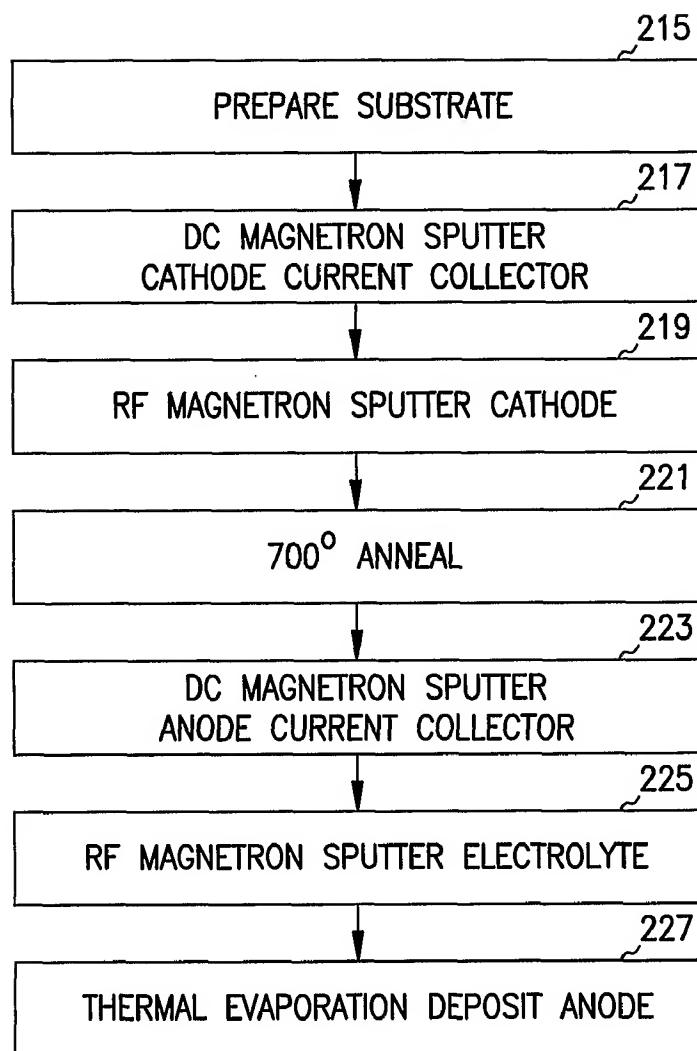 215
PREPARE SUBSTRATE
217
DC MAGNETRON SPUTTER
CATHODE CURRENT COLLECTOR
219
RF MAGNETRON SPUTTER CATHODE
221
700° ANNEAL
223
DC MAGNETRON SPUTTER
ANODE CURRENT COLLECTOR
225
RF MAGNETRON SPUTTER ELECTROLYTE
227
THERMAL EVAPORATION DEPOSIT ANODE